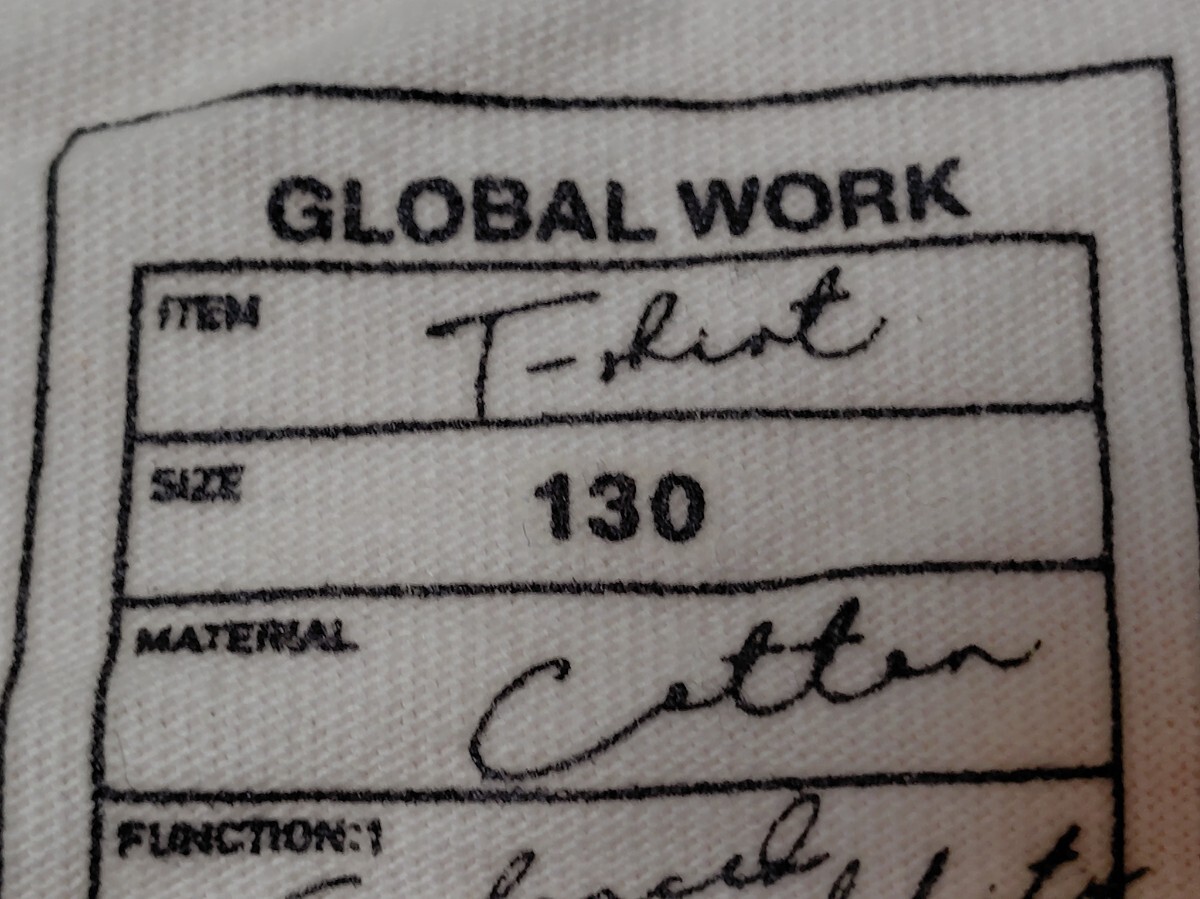 GLOBAL WORK
ITEM T-shirt
SIZE 130
MATERIAL Cotton
FUNCTION:1